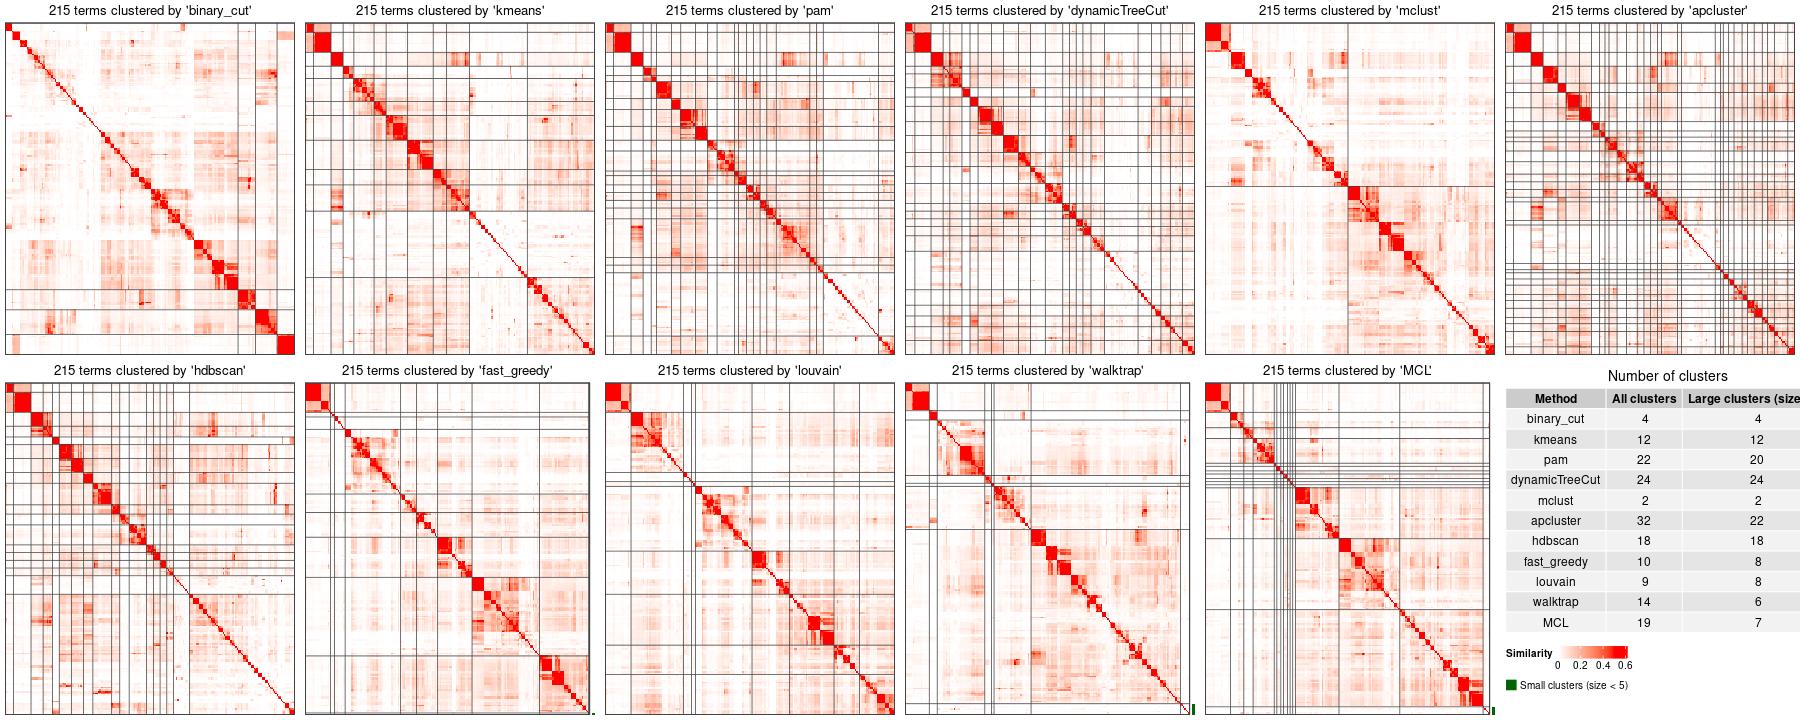 215 terms clustered by 'binary_cut'
215 terms clustered by 'kmeans'
215 terms clustered by 'pam'
215 terms clustered by 'dynamicTreeCut'
215 terms clustered by 'mclust'
215 terms clustered by 'apcluster'
215 terms clustered by 'hdbscan'
215 terms clustered by 'fast_greedy'
215 terms clustered by 'louvain'
215 terms clustered by 'walktrap'
215 terms clustered by 'MCL'
Number of clusters
Method All clusters Large clusters (size
binary_cut 4 4
kmeans 12 12
pam 22 20
dynamicTreeCut 24 24
mclust 2 2
apcluster 32 22
hdbscan 18 18
fast_greedy 10 8
louvain 9 8
walktrap 14 6
MCL 19 7
Similarity
0 0.2 0.4 0.6
Small clusters (size < 5)